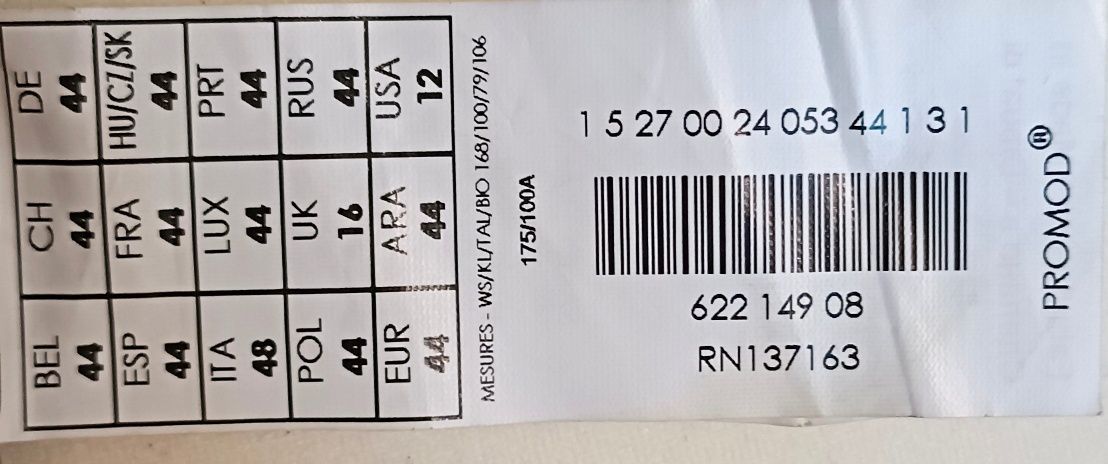 BEL CH DE
44 44 44
ESP FRA HU/CZ/SK
44 44 44
ITA LUX PRT
48 44 44
POL UK RUS
44 16 44
EUR ARA USA
44 44 12
MESURES - WS/KL/TAL/BIO 168/100/79/106
175/100A
1 5 27 00 24 053 44 1 3 1
622 149 08
RN137163
PROMOD®